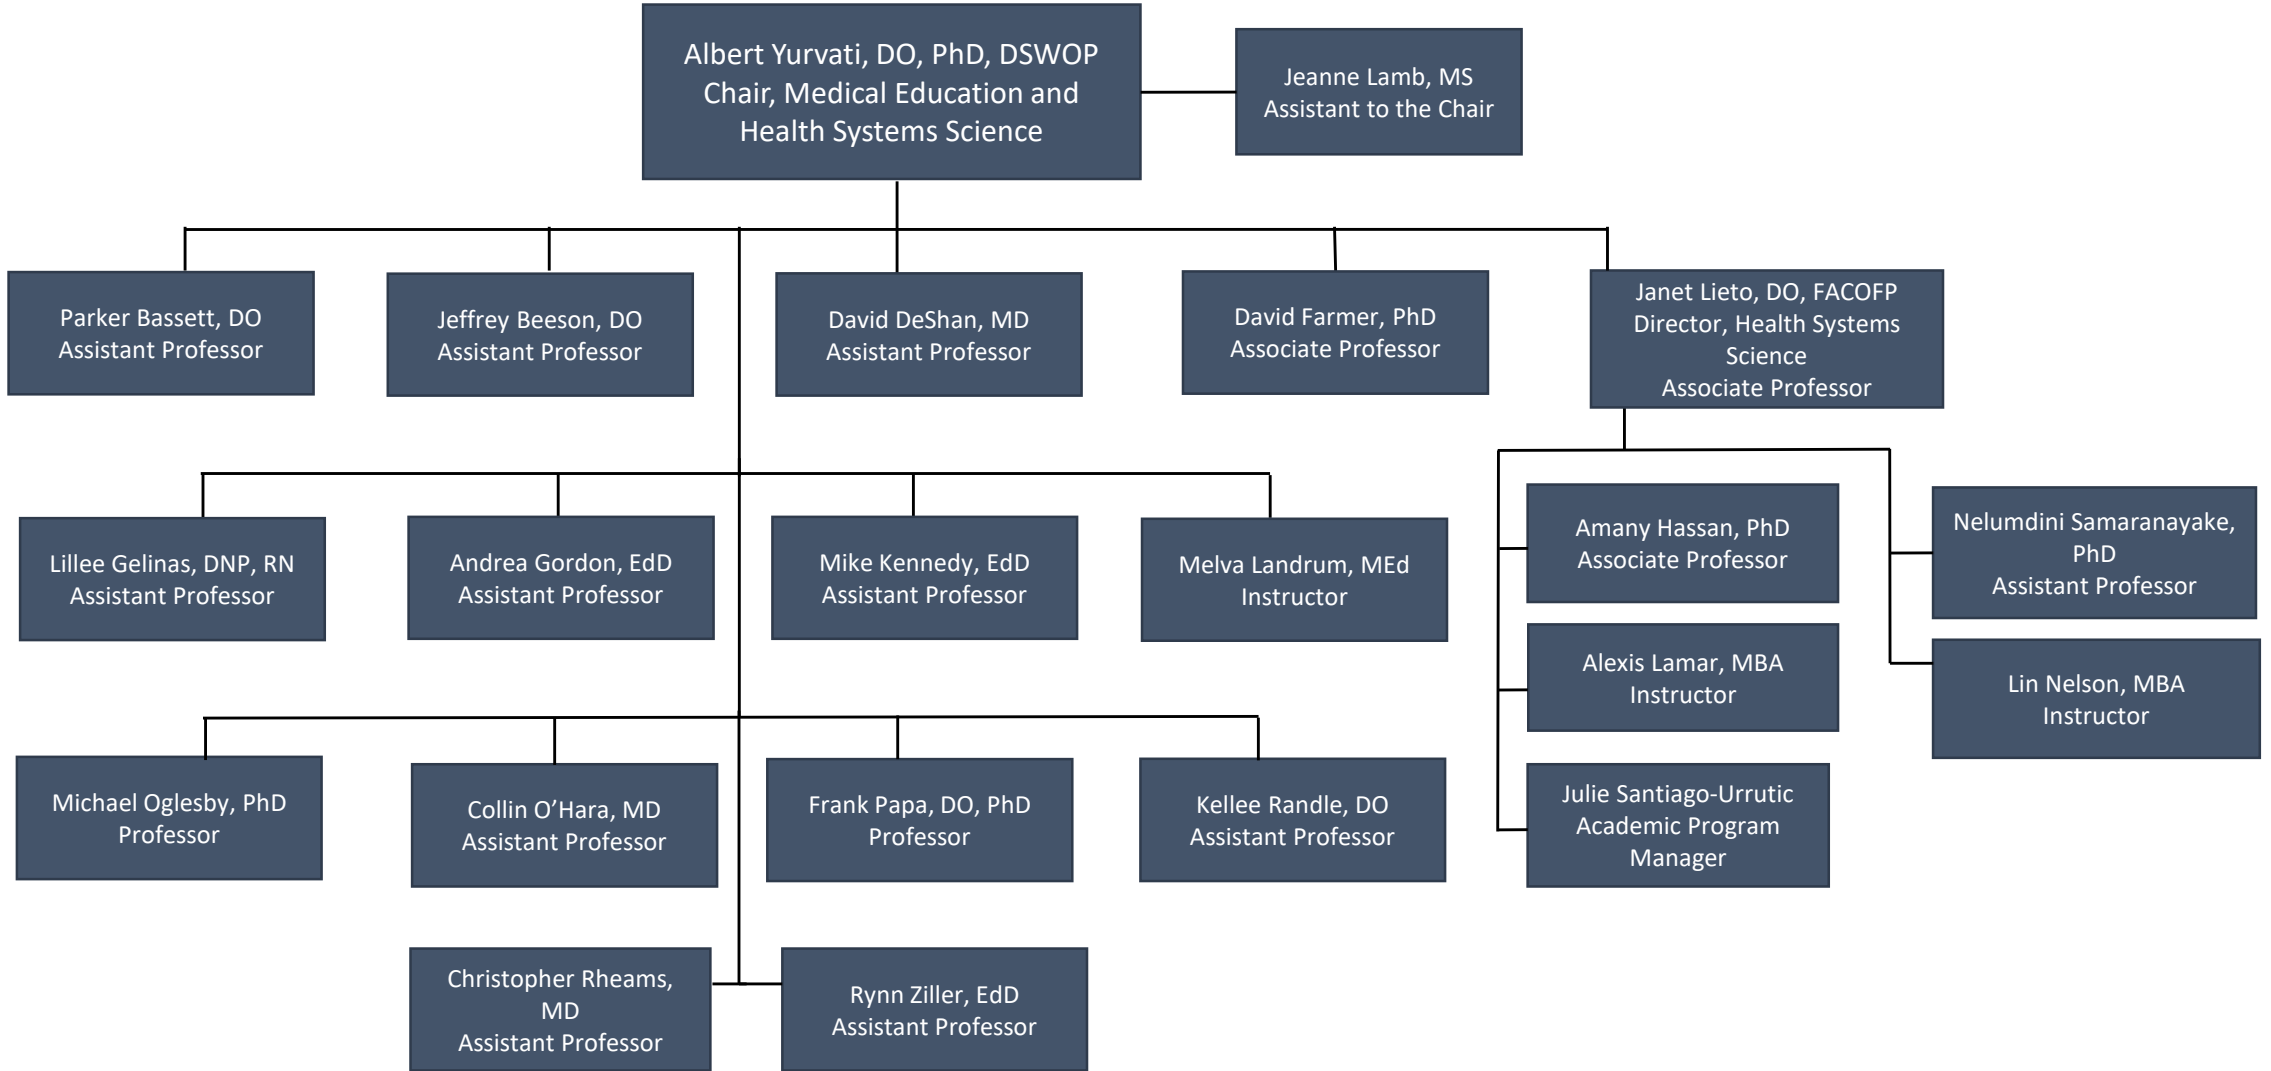 Albert Yurvati, DO, PhD, DSWOP
Chair, Medical Education and
Health Systems Science
Jeanne Lamb, MS
Assistant to the Chair
Parker Bassett, DO
Assistant Professor
Jeffrey Beeson, DO
Assistant Professor
David DeShan, MD
Assistant Professor
David Farmer, PhD
Associate Professor
Janet Lieto, DO, FACOFP
Director, Health Systems
Science
Associate Professor
Lillee Gelinas, DNP, RN
Assistant Professor
Andrea Gordon, EdD
Assistant Professor
Mike Kennedy, EdD
Assistant Professor
Melva Landrum, MEd
Instructor
Amany Hassan, PhD
Associate Professor
Nelumdini Samaranayake,
PhD
Assistant Professor
Alexis Lamar, MBA
Instructor
Lin Nelson, MBA
Instructor
Michael Oglesby, PhD
Professor
Collin O’Hara, MD
Assistant Professor
Frank Papa, DO, PhD
Professor
Kellee Randle, DO
Assistant Professor
Julie Santiago-Urrutic
Academic Program
Manager
Christopher Rheams,
MD
Assistant Professor
Rynn Ziller, EdD
Assistant Professor